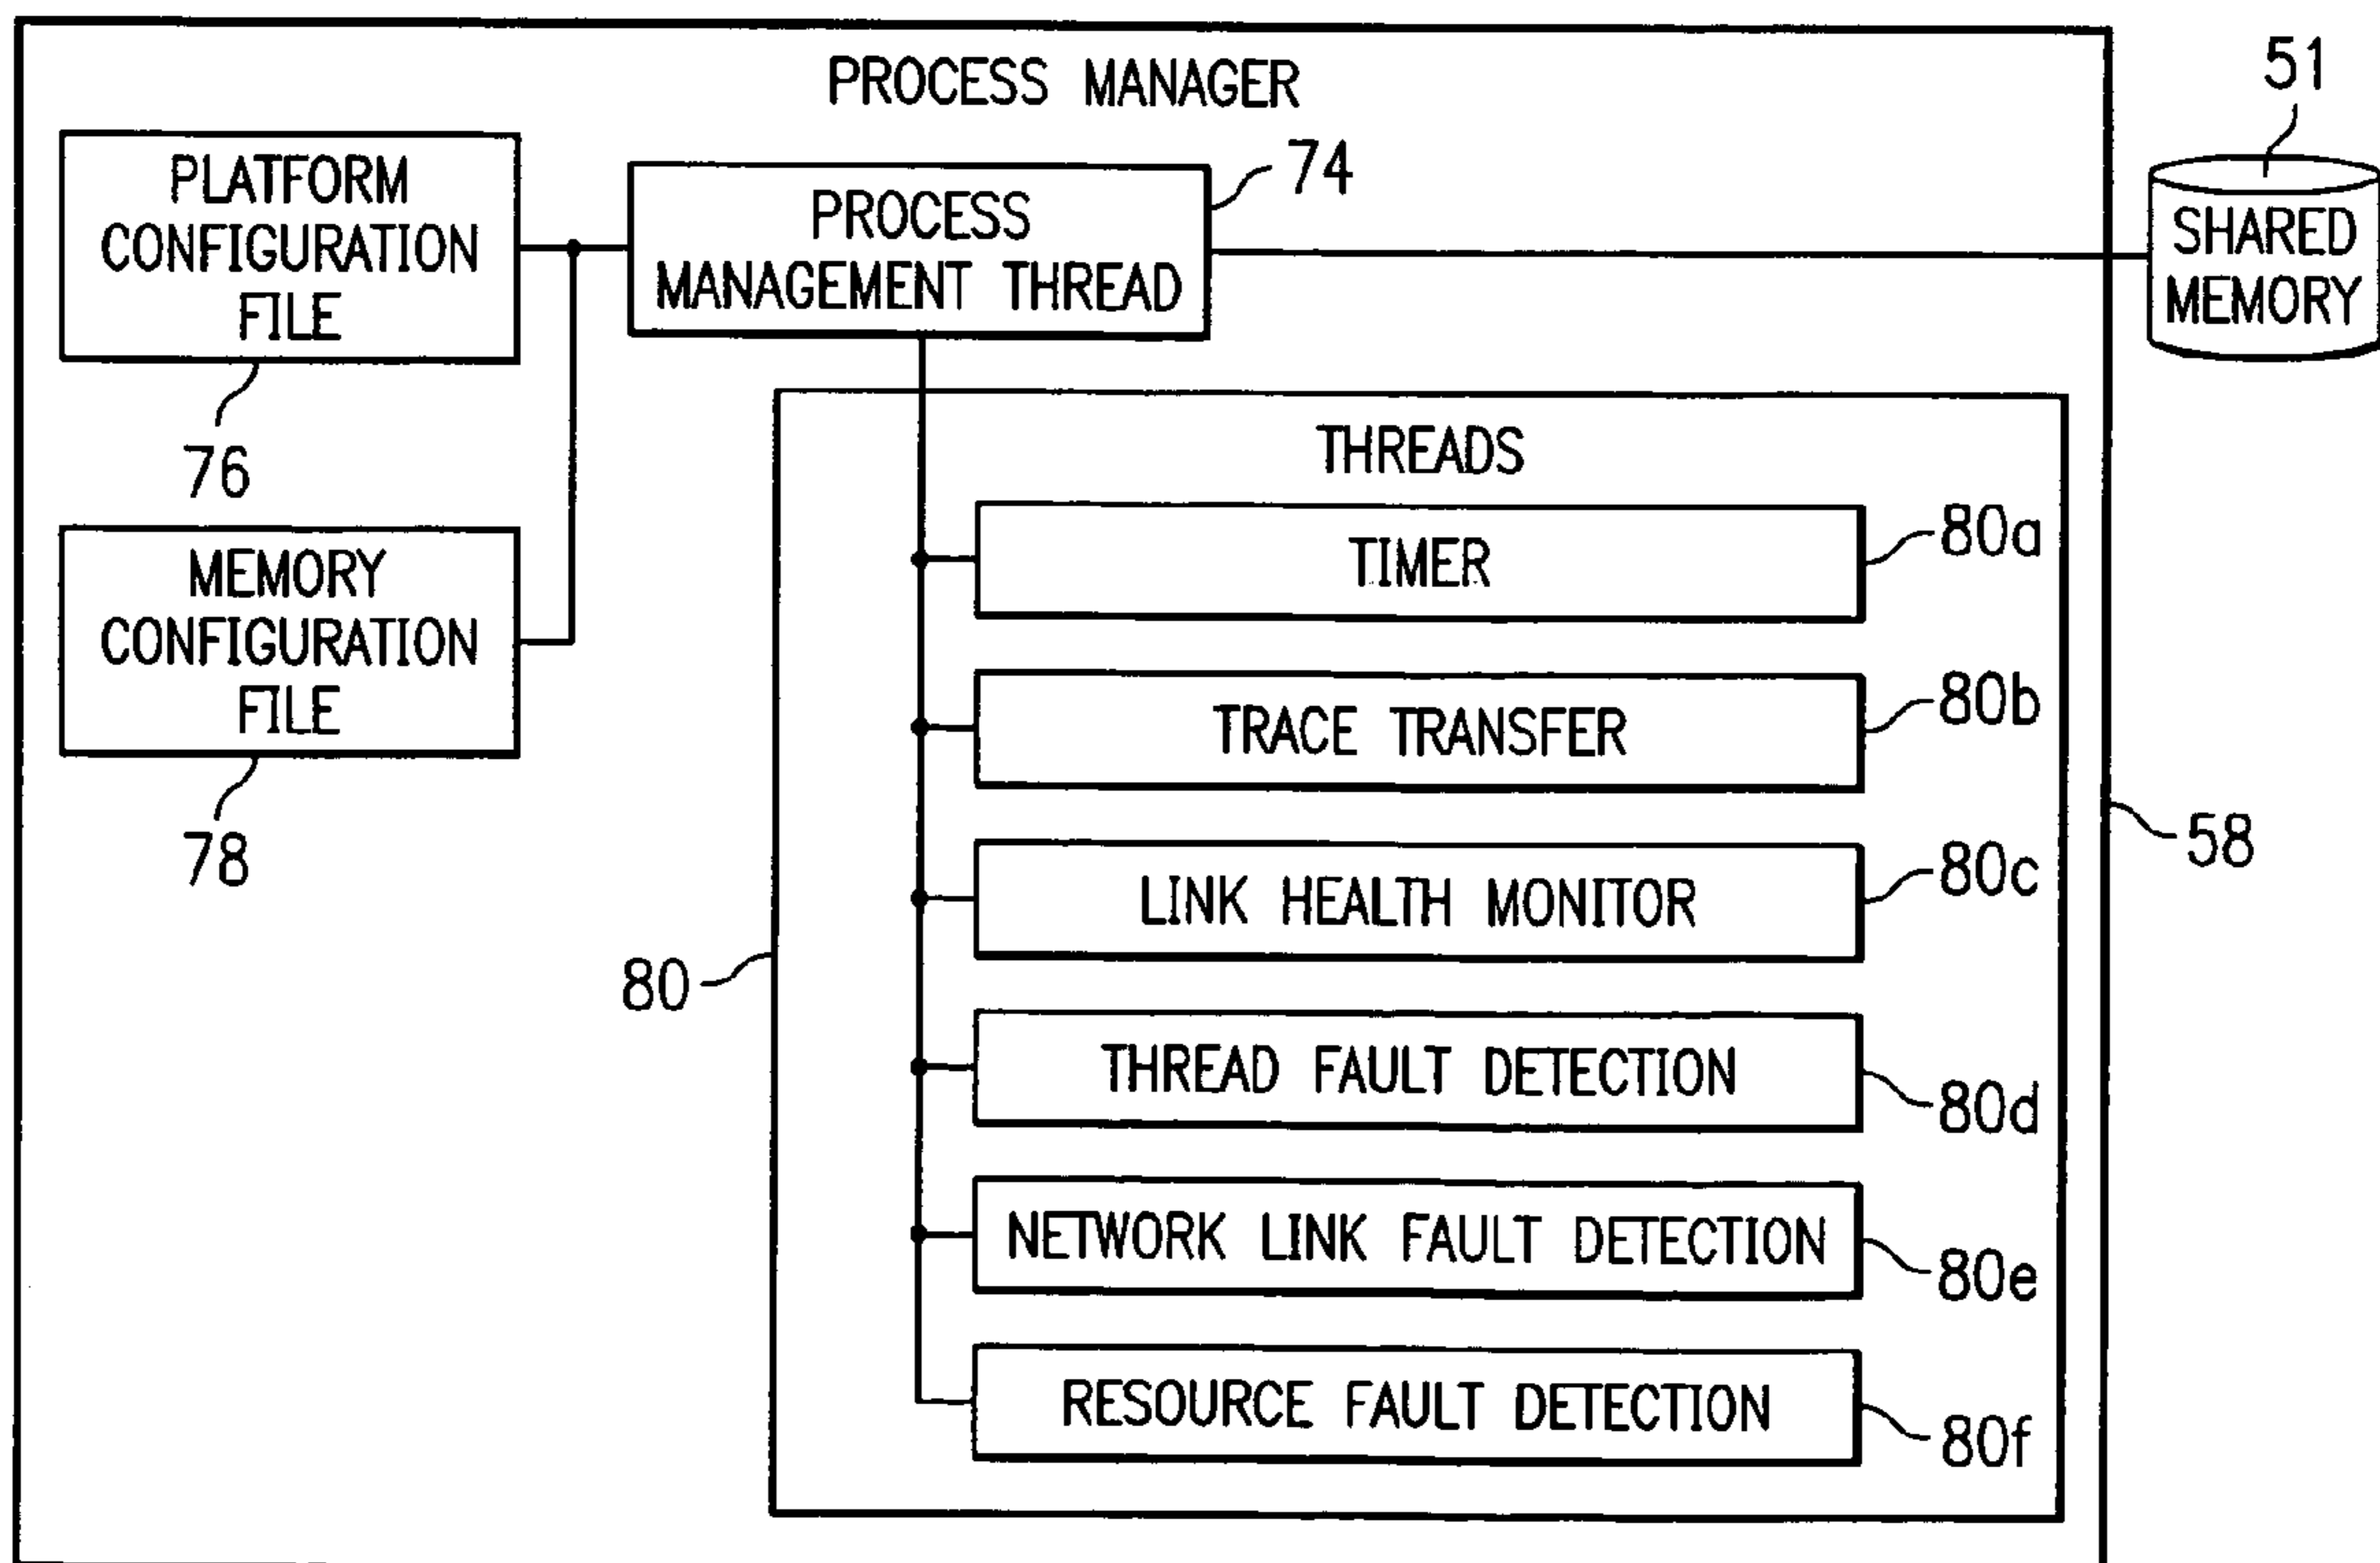 PROCESS MANAGER
51
PLATFORM
CONFIGURATION
FILE
76
PROCESS
MANAGEMENT THREAD
74
SHARED
MEMORY
MEMORY
CONFIGURATION
FILE
78
THREADS
TIMER
80a
TRACE TRANSFER
80b
LINK HEALTH MONITOR
80c
58
80
THREAD FAULT DETECTION
80d
NETWORK LINK FAULT DETECTION
80e
RESOURCE FAULT DETECTION
80f